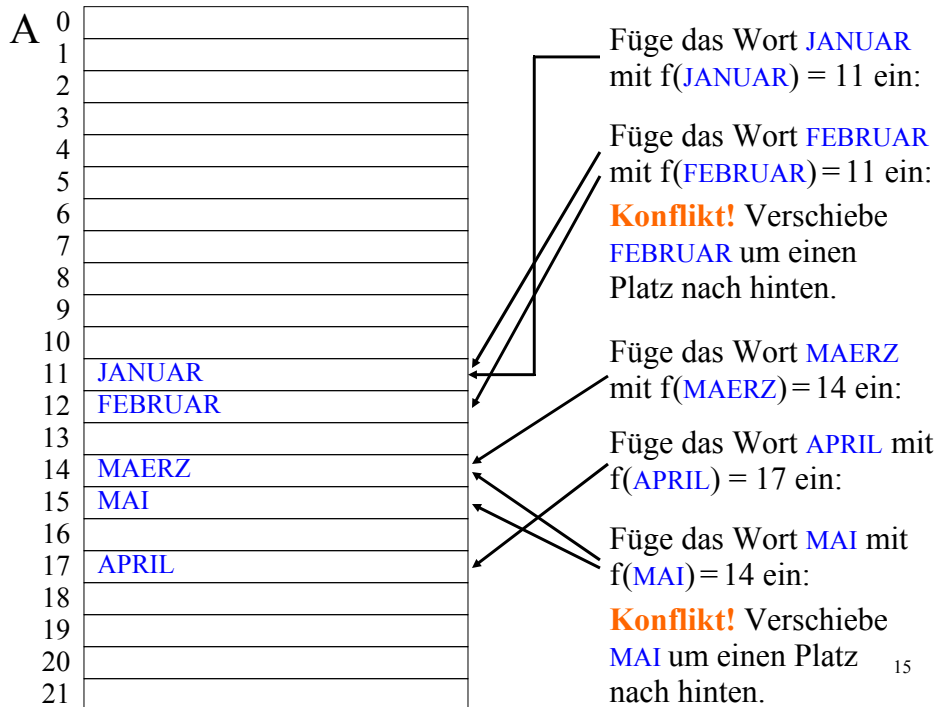 A
0
1
2
3
4
5
6
7
8
9
10
11 JANUAR
12 FEBRUAR
13
14 MAERZ
15 MAI
16
17 APRIL
18
19
20
21
Füge das Wort JANUAR
mit f(JANUAR) = 11 ein:
Füge das Wort FEBRUAR
mit f(FEBRUAR) = 11 ein:
Konflikt! Verschiebe
FEBRUAR um einen
Platz nach hinten.
Füge das Wort MAERZ
mit f(MAERZ) = 14 ein:
Füge das Wort APRIL mit
f(APRIL) = 17 ein:
Füge das Wort MAI mit
f(MAI) = 14 ein:
Konflikt! Verschiebe
MAI um einen Platz
nach hinten.
15